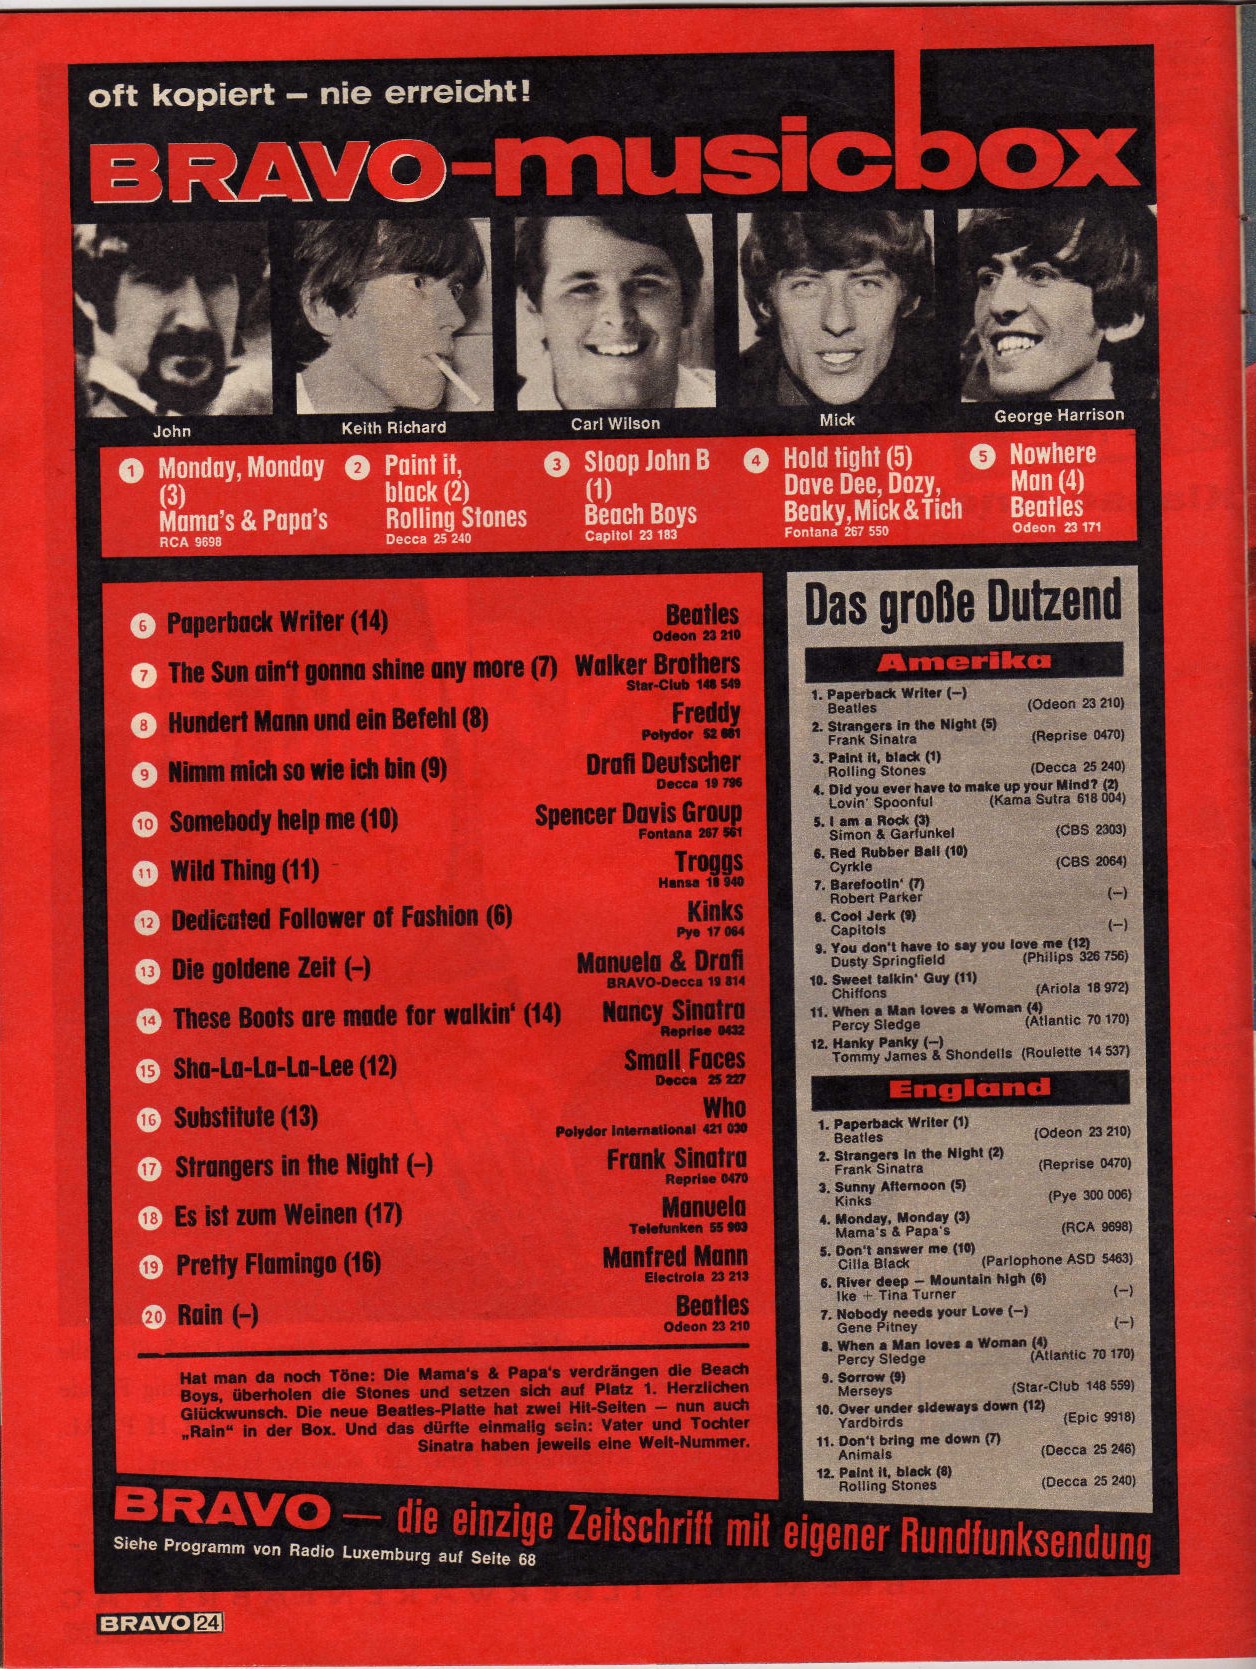 oft kopiert – nie erreicht!
BRAVO-musicbox
John
Keith Richard
Carl Wilson
Mick
George Harrison
1 Monday, Monday
(3)
Mama's & Papa's
RCA 9698
2 Paint it,
black (2)
Rolling Stones
Decca 25 240
3 Sloop John B
(1)
Beach Boys
Capitol 23 183
4 Hold tight (5)
Dave Dee, Dozy,
Beaky, Mick & Tich
Fontana 267 550
5 Nowhere
Man (4)
Beatles
Odeon 23 171
6 Paperback Writer (14) Beatles
Odeon 23 210
7 The Sun ain't gonna shine any more (7) Walker Brothers
Star-Club 148 549
8 Hundert Mann und ein Befehl (8) Freddy
Polydor 52 681
9 Nimm mich so wie ich bin (9) Drafi Deutscher
Decca 19 796
10 Somebody help me (10) Spencer Davis Group
Fontana 267 561
11 Wild Thing (11) Troggs
Hansa 18 940
12 Dedicated Follower of Fashion (6) Kinks
Pye 17 064
13 Die goldene Zeit (–) Manuela & Drafi
BRAVO-Decca 19 814
14 These Boots are made for walkin' (14) Nancy Sinatra
Reprise 0432
15 Sha-La-La-La-Lee (12) Small Faces
Decca 25 227
16 Substitute (13) Who
Polydor International 421 030
17 Strangers in the Night (–) Frank Sinatra
Reprise 0470
18 Es ist zum Weinen (17) Manuela
Telefunken 55 903
19 Pretty Flamingo (16) Manfred Mann
Electrola 23 213
20 Rain (–) Beatles
Odeon 23 210
Hat man da noch Töne: Die Mama's & Papa's verdrängen die Beach
Boys, überholen die Stones und setzen sich auf Platz 1. Herzlichen
Glückwunsch. Die neue Beatles-Platte hat zwei Hit-Seiten – nun auch
„Rain“ in der Box. Und das dürfte einmalig sein: Vater und Tochter
Sinatra haben jeweils eine Welt-Nummer.
Das große Dutzend
Amerika
1. Paperback Writer (–)
Beatles (Odeon 23 210)
2. Strangers in the Night (5)
Frank Sinatra (Reprise 0470)
3. Paint it, black (1)
Rolling Stones (Decca 25 240)
4. Did you ever have to make up your Mind? (2)
Lovin' Spoonful (Kama Sutra 618 004)
5. I am a Rock (3)
Simon & Garfunkel (CBS 2303)
6. Red Rubber Ball (10)
Cyrkle (CBS 2064)
7. Barefootin' (7)
Robert Parker (–)
8. Cool Jerk (9)
Capitols (–)
9. You don't have to say you love me (12)
Dusty Springfield (Philips 326 756)
10. Sweet talkin' Guy (11)
Chiffons (Ariola 18 972)
11. When a Man loves a Woman (4)
Percy Sledge (Atlantic 70 170)
12. Hanky Panky (–)
Tommy James & Shondells (Roulette 14 537)
England
1. Paperback Writer (1)
Beatles (Odeon 23 210)
2. Strangers in the Night (2)
Frank Sinatra (Reprise 0470)
3. Sunny Afternoon (5)
Kinks (Pye 300 006)
4. Monday, Monday (3)
Mama's & Papa's (RCA 9698)
5. Don't answer me (10)
Cilla Black (Parlophone ASD 5463)
6. River deep – Mountain high (6)
Ike + Tina Turner (–)
7. Nobody needs your Love (–)
Gene Pitney (–)
8. When a Man loves a Woman (4)
Percy Sledge (Atlantic 70 170)
9. Sorrow (9)
Merseys (Star-Club 148 559)
10. Over under sideways down (12)
Yardbirds (Epic 9918)
11. Don't bring me down (7)
Animals (Decca 25 246)
12. Paint it, black (8)
Rolling Stones (Decca 25 240)
BRAVO — die einzige Zeitschrift mit eigener Rundfunksendung
Siehe Programm von Radio Luxemburg auf Seite 68
BRAVO 24